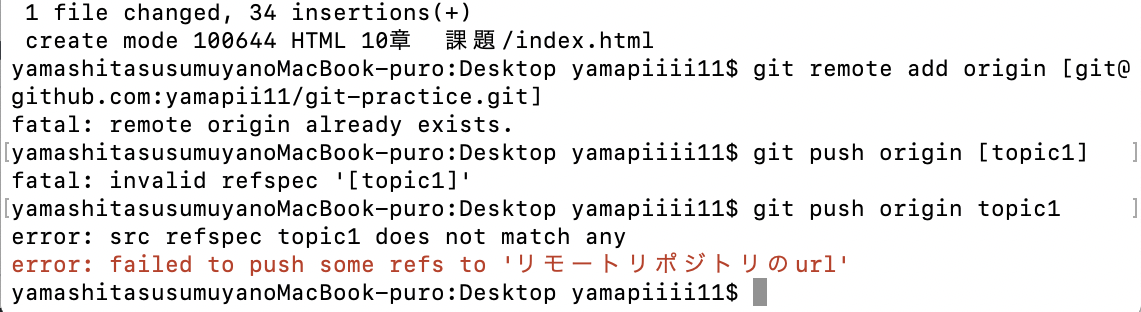 1 file changed, 34 insertions(+)
create mode 100644 HTML 10章　課題/index.html
yamashitasusumuyanoMacBook-puro:Desktop yamapiiii11$ git remote add origin [git@
github.com:yamapii11/git-practice.git]
fatal: remote origin already exists.
[yamashitasusumuyanoMacBook-puro:Desktop yamapiiii11$ git push origin [topic1] ]
fatal: invalid refspec '[topic1]'
[yamashitasusumuyanoMacBook-puro:Desktop yamapiiii11$ git push origin topic1 ]
error: src refspec topic1 does not match any
error: failed to push some refs to 'リモートリポジトリのurl'
yamashitasusumuyanoMacBook-puro:Desktop yamapiiii11$